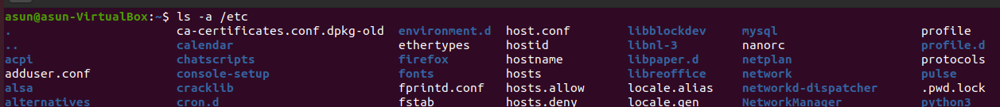 asun@asun-VirtualBox:~$ ls -a /etc
. ca-certificates.conf.dpkg-old environment.d host.conf libblockdev mysql profile
.. calendar ethertypes hostid libnl-3 nanorc profile.d
acpi chatscripts firefox hostname libpaper.d netplan protocols
adduser.conf console-setup fonts hosts libreoffice network pulse
alsa cracklib fprintd.conf hosts.allow locale.alias networkd-dispatcher .pwd.lock
alternatives cron.d fstab hosts.deny locale.gen NetworkManager python3